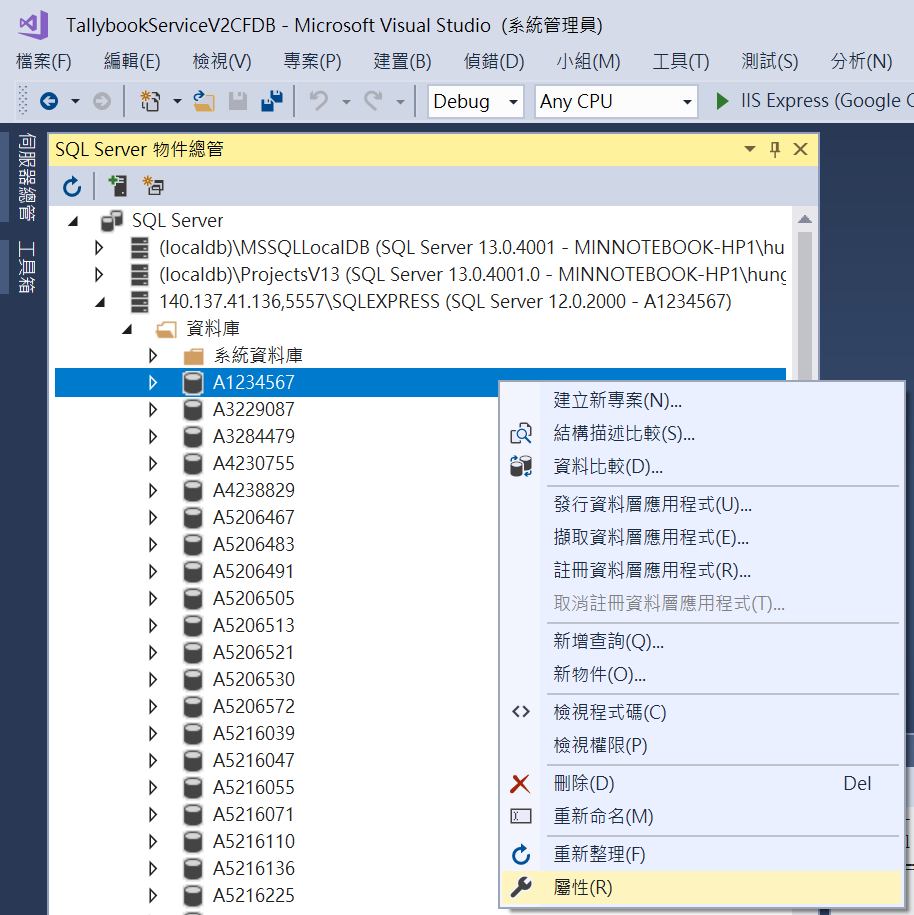 TallybookServiceV2CFDB - Microsoft Visual Studio (系統管理員)
檔案(F) 編輯(E) 檢視(V) 專案(P) 建置(B) 偵錯(D) 小組(M) 工具(T) 測試(S) 分析(N)
Debug Any CPU IIS Express (Google C
伺服器總管
工具箱
SQL Server 物件總管
SQL Server
(localdb)\MSSQLLocalDB (SQL Server 13.0.4001 - MINNOTEBOOK-HP1\hu
(localdb)\ProjectsV13 (SQL Server 13.0.4001.0 - MINNOTEBOOK-HP1\hung
140.137.41.136,5557\SQLEXPRESS (SQL Server 12.0.2000 - A1234567)
資料庫
系統資料庫
A1234567
A3229087
A3284479
A4230755
A4238829
A5206467
A5206483
A5206491
A5206505
A5206513
A5206521
A5206530
A5206572
A5216039
A5216047
A5216055
A5216071
A5216110
A5216136
A5216225
建立新專案(N)...
結構描述比較(S)...
資料比較(D)...
發行資料層應用程式(U)...
擷取資料層應用程式(E)...
註冊資料層應用程式(R)...
取消註冊資料層應用程式(T)...
新增查詢(Q)...
新物件(O)...
檢視程式碼(C)
檢視權限(P)
刪除(D) Del
重新命名(M)
重新整理(F)
屬性(R)